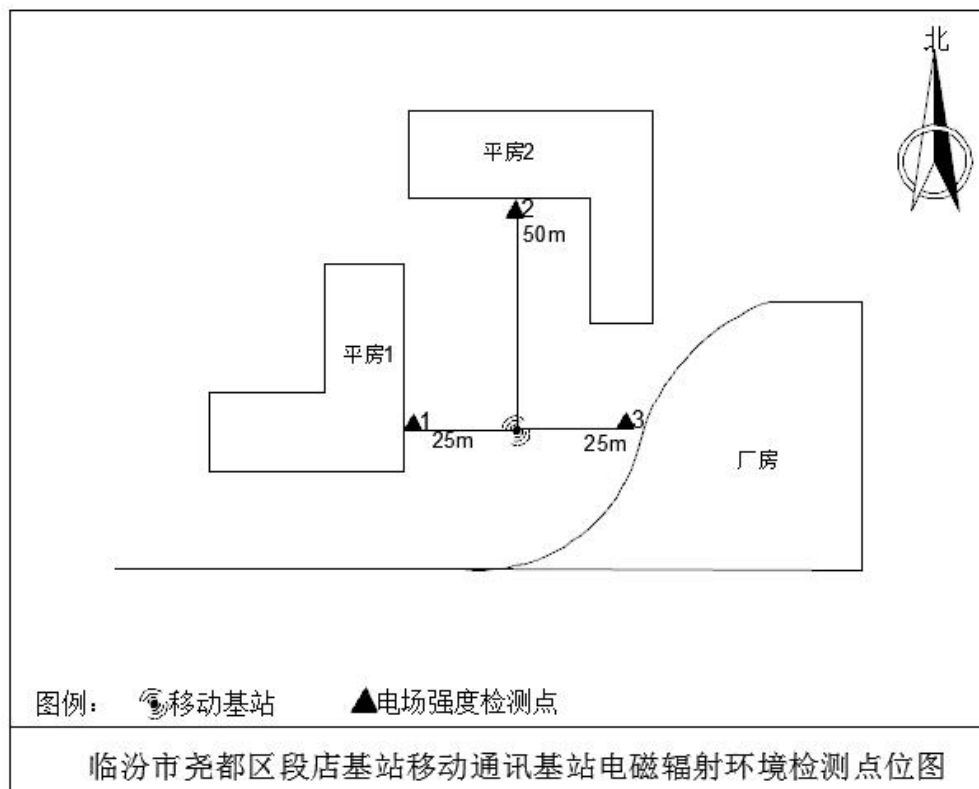 北
平房2
2
50m
平房1
1
25m
3
25m
厂房
图例： 移动基站 电场强度检测点
临汾市尧都区段店基站移动通讯基站电磁辐射环境检测点位图